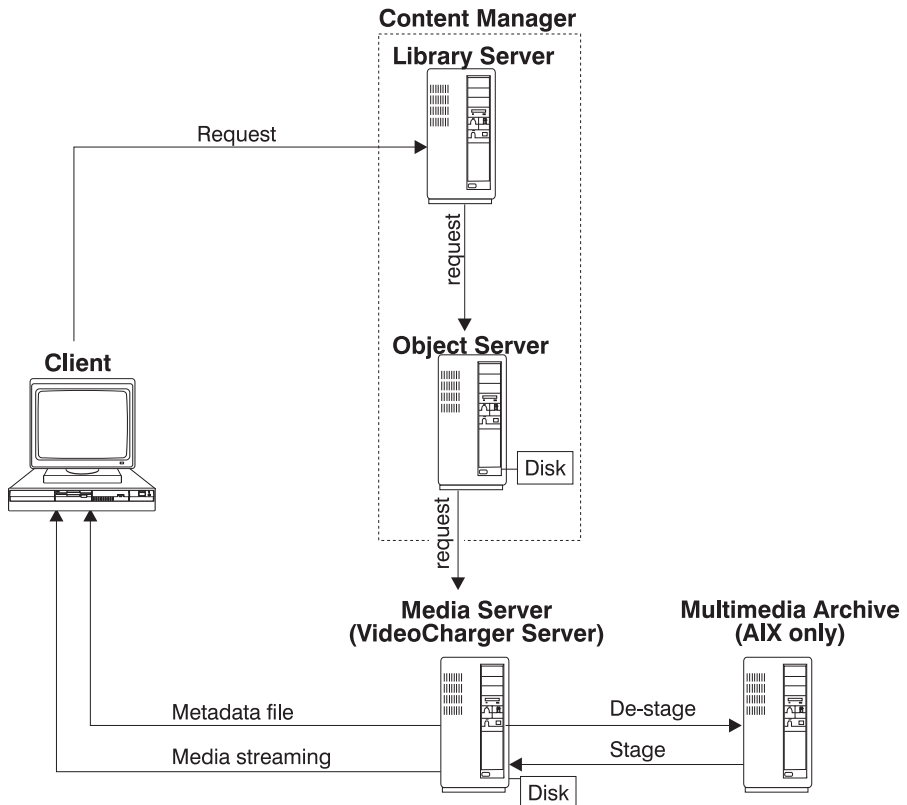 Content Manager
Library Server
Request
request
Object Server
Client
Disk
request
Media Server
(VideoCharger Server)
Multimedia Archive
(AIX only)
Metadata file
De-stage
Media streaming
Stage
Disk